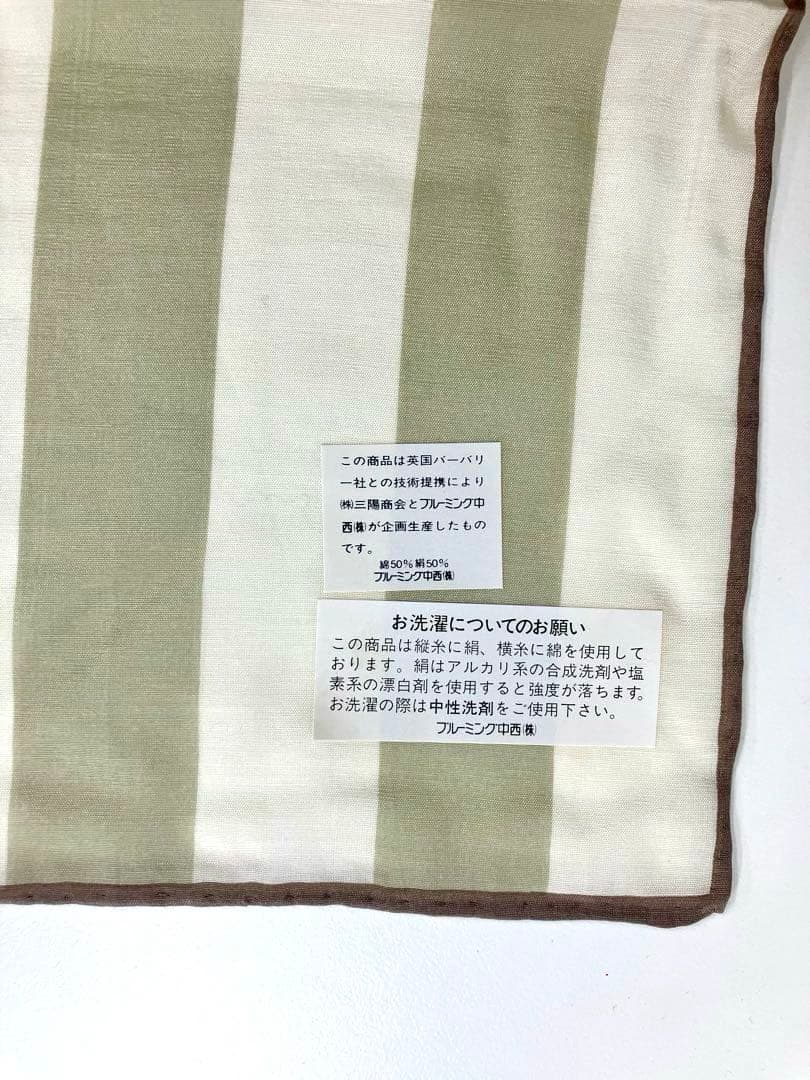 この商品は英国バーバリ
ー社との技術提携により
㈱三陽商会とブルーミング中
西㈱が企画生産したもの
です。
綿50%絹50%
ブルーミング中西㈱
お洗濯についてのお願い
この商品は縦糸に絹、横糸に綿を使用して
おります。絹はアルカリ系の合成洗剤や塩
素系の漂白剤を使用すると強度が落ちます。
お洗濯の際は中性洗剤をご使用下さい。
ブルーミング中西㈱